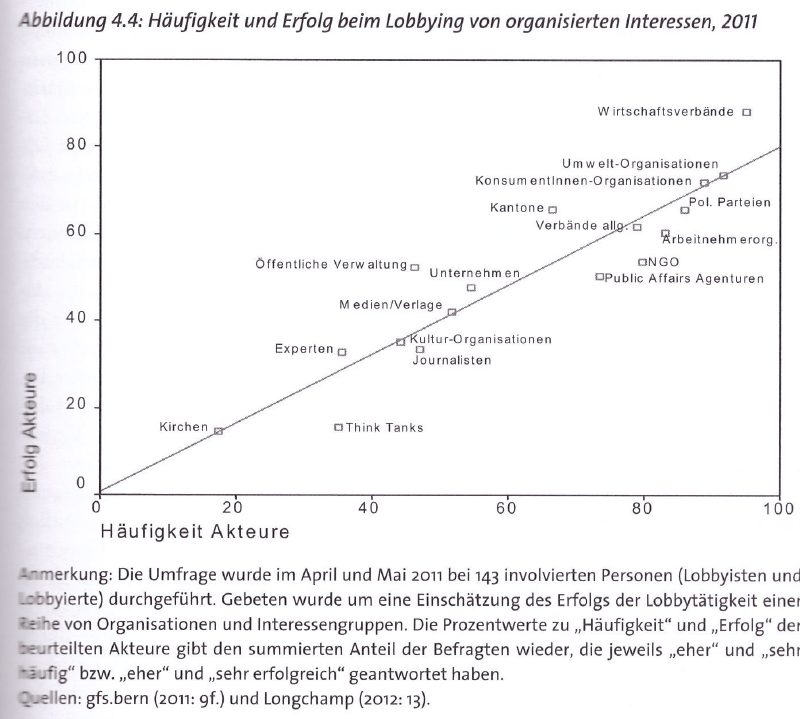 Abbildung 4.4: Häufigkeit und Erfolg beim Lobbying von organisierten Interessen, 2011
100
Wirtschaftsverbände
80
Umwelt-Organisationen
KonsumentInnen-Organisationen
Pol. Parteien
Kantone
Verbände allg.
60
Arbeitnehmerorg.
NGO
Öffentliche Verwaltung
Unternehmen
Public Affairs Agenturen
Medien/Verlage
40
Kultur-Organisationen
Experten
Journalisten
20
Kirchen
Think Tanks
Erfolg Akteure
0
0 20 40 60 80 100
Häufigkeit Akteure
Anmerkung: Die Umfrage wurde im April und Mai 2011 bei 143 involvierten Personen (Lobbyisten und
Lobbyierte) durchgeführt. Gebeten wurde um eine Einschätzung des Erfolgs der Lobbytätigkeit einer
Reihe von Organisationen und Interessengruppen. Die Prozentwerte zu „Häufigkeit" und „Erfolg" der
beurteilten Akteure gibt den summierten Anteil der Befragten wieder, die jeweils „eher" und „sehr
häufig" bzw. „eher" und „sehr erfolgreich" geantwortet haben.
Quellen: gfs.bern (2011: 9f.) und Longchamp (2012: 13).